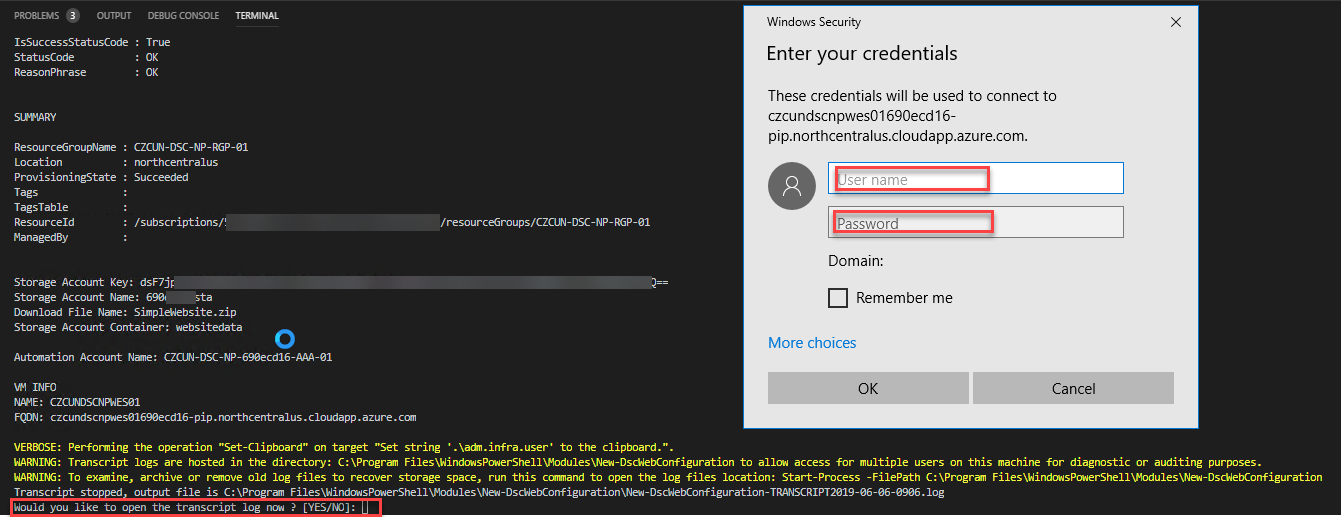 PROBLEMS 3 OUTPUT DEBUG CONSOLE TERMINAL
IsSuccessStatusCode : True
StatusCode : OK
ReasonPhrase : OK
SUMMARY
ResourceGroupName : CZCUN-DSC-NP-RGP-01
Location : northcentralus
ProvisioningState : Succeeded
Tags :
TagsTable :
ResourceId : /subscriptions/ /resourceGroups/CZCUN-DSC-NP-RGP-01
ManagedBy :
Storage Account Key: dsF7jp Q==
Storage Account Name: 690 sta
Download File Name: SimpleWebsite.zip
Storage Account Container: websitedata
Automation Account Name: CZCUN-DSC-NP-690ecd16-AAA-01
VM INFO
NAME: CZCUNDSCNPWES01
FQDN: czcundscnpwes01690ecd16-pip.northcentralus.cloudapp.azure.com
VERBOSE: Performing the operation "Set-Clipboard" on target "Set string '.\adm.infra.user' to the clipboard.".
WARNING: Transcript logs are hosted in the directory: C:\Program Files\WindowsPowerShell\Modules\New-DscWebConfiguration to allow access for multiple users on this machine for diagnostic or auditing purposes.
WARNING: To examine, archive or remove old log files to recover storage space, run this command to open the log files location: Start-Process -FilePath C:\Program Files\WindowsPowerShell\Modules\New-DscWebConfiguration
Transcript stopped, output file is C:\Program Files\WindowsPowerShell\Modules\New-DscWebConfiguration\New-DscWebConfiguration-TRANSCRIPT2019-06-06-0906.log
Would you like to open the transcript log now ? [YES/NO]:
Windows Security
Enter your credentials
These credentials will be used to connect to
czcundscnpwes01690ecd16-
pip.northcentralus.cloudapp.azure.com.
User name
Password
Domain:
Remember me
More choices
OK Cancel